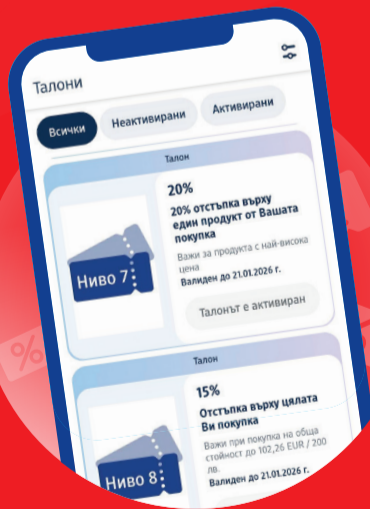 Талони
Всички
Неактивирани
Активирани
Талон
20%
20% отстъпка върху
един продукт от Вашата
покупка
Важи за продукта с най-висока
цена
Валиден до 21.01.2026 г.
Талонът е активиран
Ниво 7
Талон
15%
Отстъпка върху цялата
Ви покупка
Важи при покупка на обща
стойност до 102,26 EUR / 200
лв.
Валиден до 21.01.2026 г.
Ниво 8
%